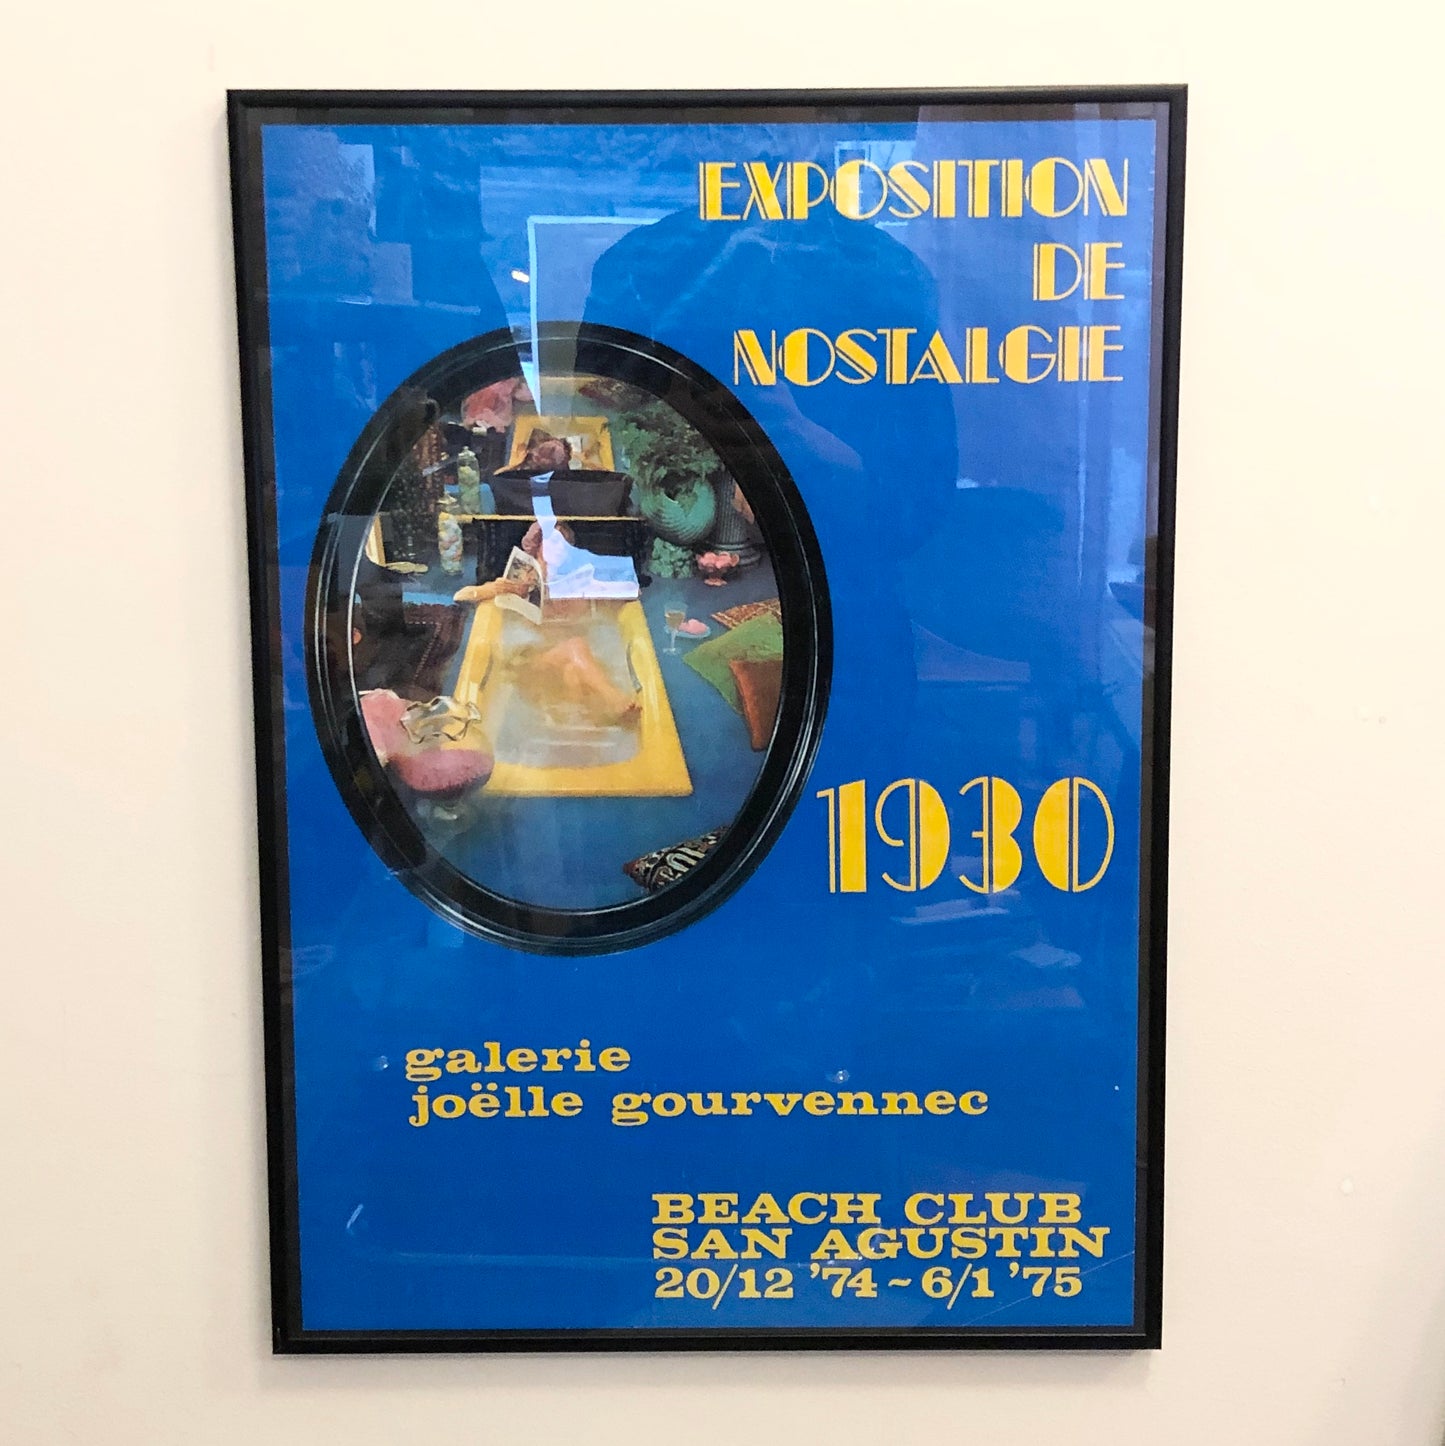 EXPOSITION
DE
NOSTALGIE
1930
galerie
joëlle gourvennec
BEACH CLUB
SAN AGUSTIN
20/12 '74 ~ 6/1 '75